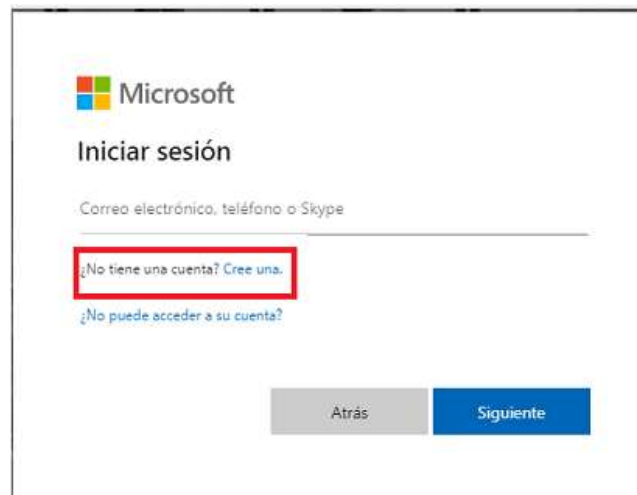 Microsoft
Iniciar sesión
Correo electrónico, teléfono o Skype
¿No tiene una cuenta? Cree una.
¿No puede acceder a su cuenta?
Atrás Siguiente